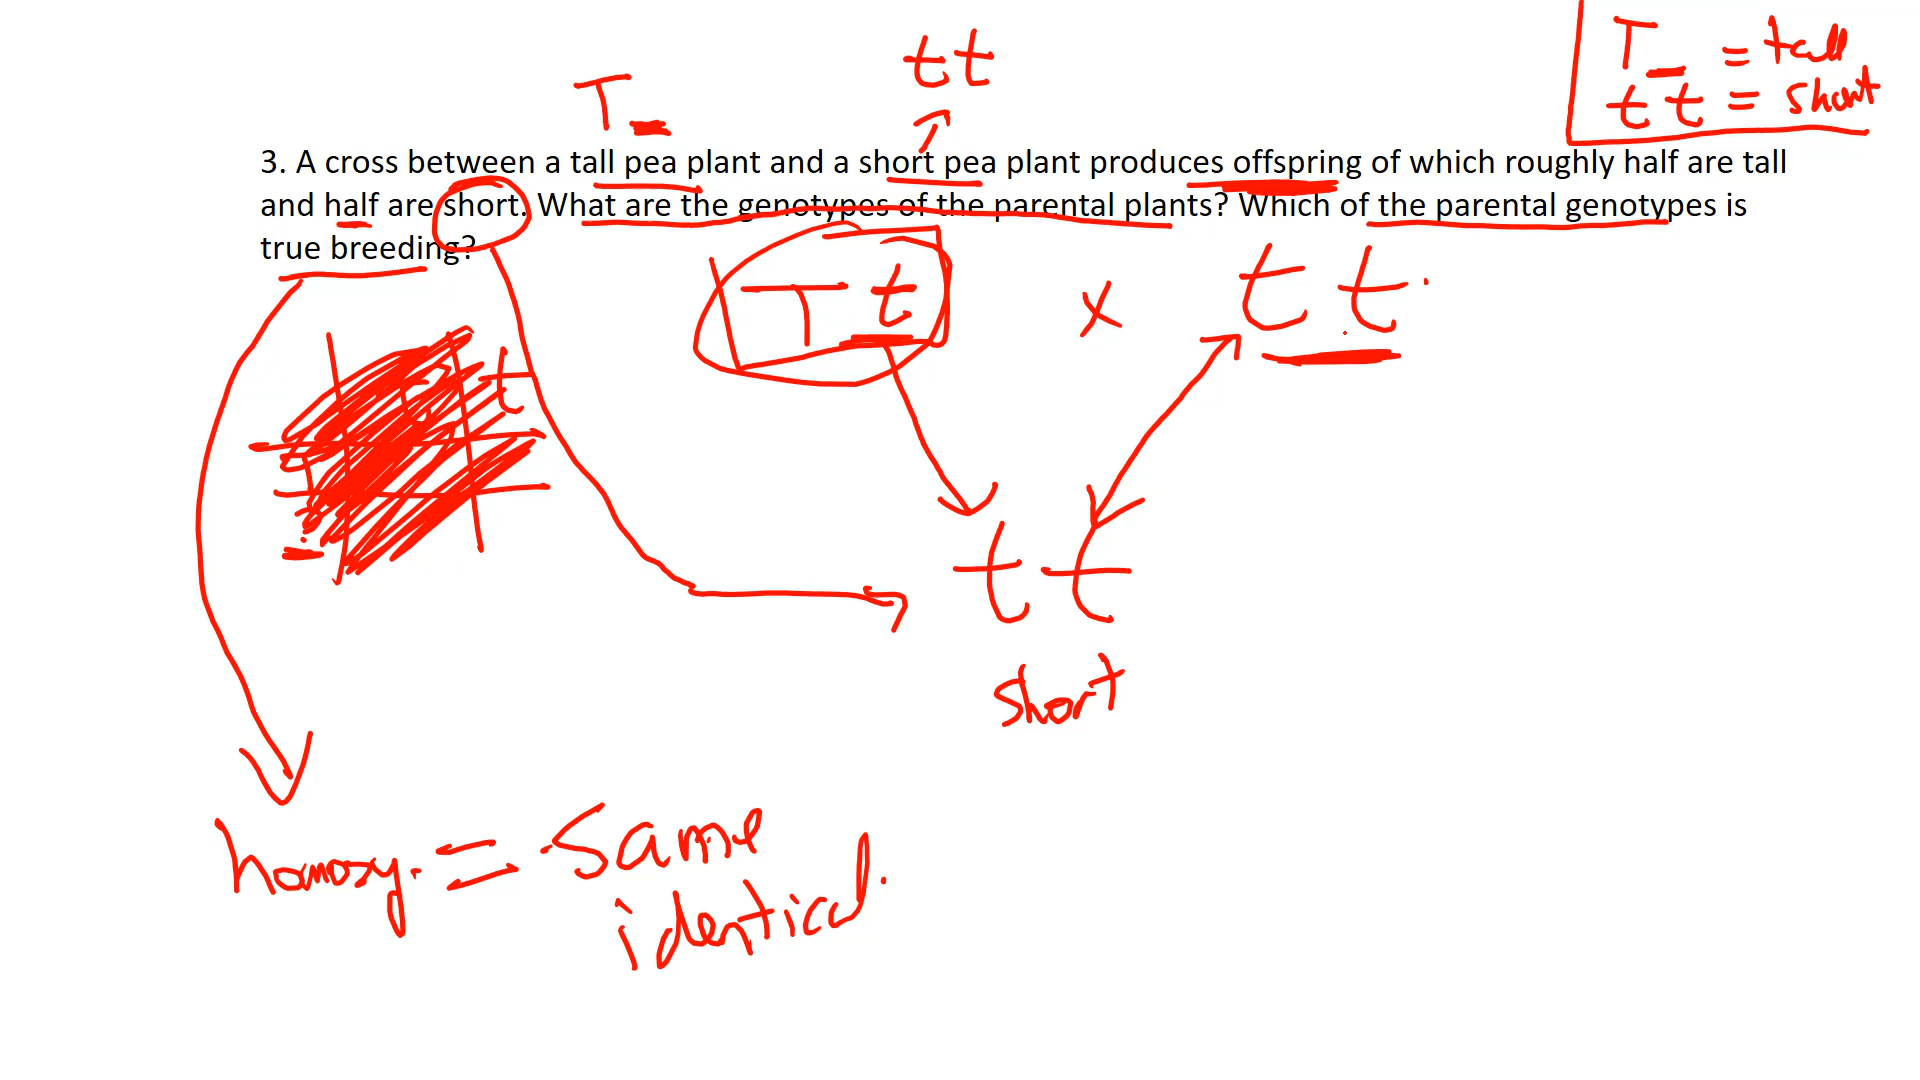 T_ = tall
tt = short
T_
tt
3. A cross between a tall pea plant and a short pea plant produces offspring of which roughly half are tall
and half are short. What are the genotypes of the parental plants? Which of the parental genotypes is
true breeding?
Tt x tt
t
tt
short
homozy. = same
identical.